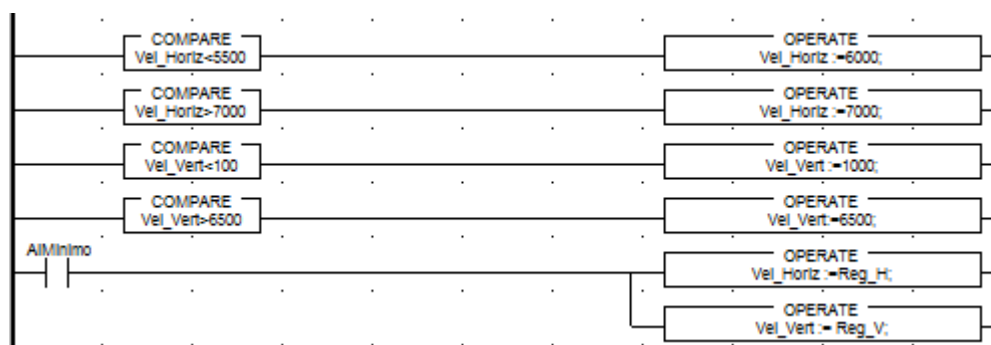 COMPARE
Vel_Horiz<5500
OPERATE
Vel_Horiz :=6000;
COMPARE
Vel_Horiz>7000
OPERATE
Vel_Horiz :=7000;
COMPARE
Vel_Vert<100
OPERATE
Vel_Vert :=1000;
COMPARE
Vel_Vert>6500
OPERATE
Vel_Vert:=6500;
AlMinimo
OPERATE
Vel_Horiz :=Reg_H;
OPERATE
Vel_Vert := Reg_V;